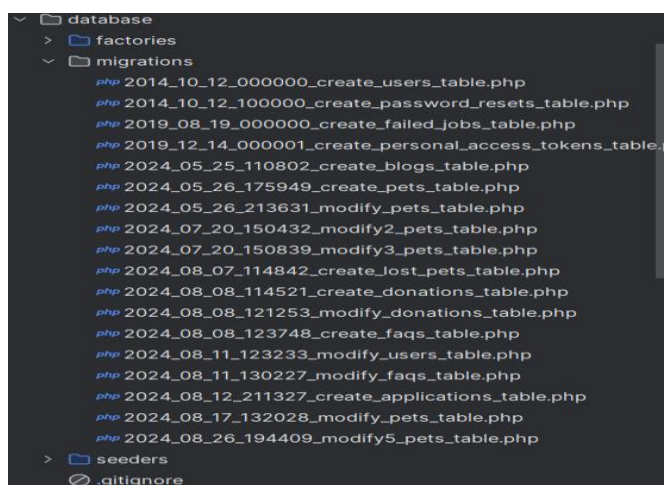 database
factories
migrations
php 2014_10_12_000000_create_users_table.php
php 2014_10_12_100000_create_password_resets_table.php
php 2019_08_19_000000_create_failed_jobs_table.php
php 2019_12_14_000001_create_personal_access_tokens_table.
php 2024_05_25_110802_create_blogs_table.php
php 2024_05_26_175949_create_pets_table.php
php 2024_05_26_213631_modify_pets_table.php
php 2024_07_20_150432_modify2_pets_table.php
php 2024_07_20_150839_modify3_pets_table.php
php 2024_08_07_114842_create_lost_pets_table.php
php 2024_08_08_114521_create_donations_table.php
php 2024_08_08_121253_modify_donations_table.php
php 2024_08_08_123748_create_faqs_table.php
php 2024_08_11_123233_modify_users_table.php
php 2024_08_11_130227_modify_faqs_table.php
php 2024_08_12_211327_create_applications_table.php
php 2024_08_17_132028_modify_pets_table.php
php 2024_08_26_194409_modify5_pets_table.php
seeders
.gitignore